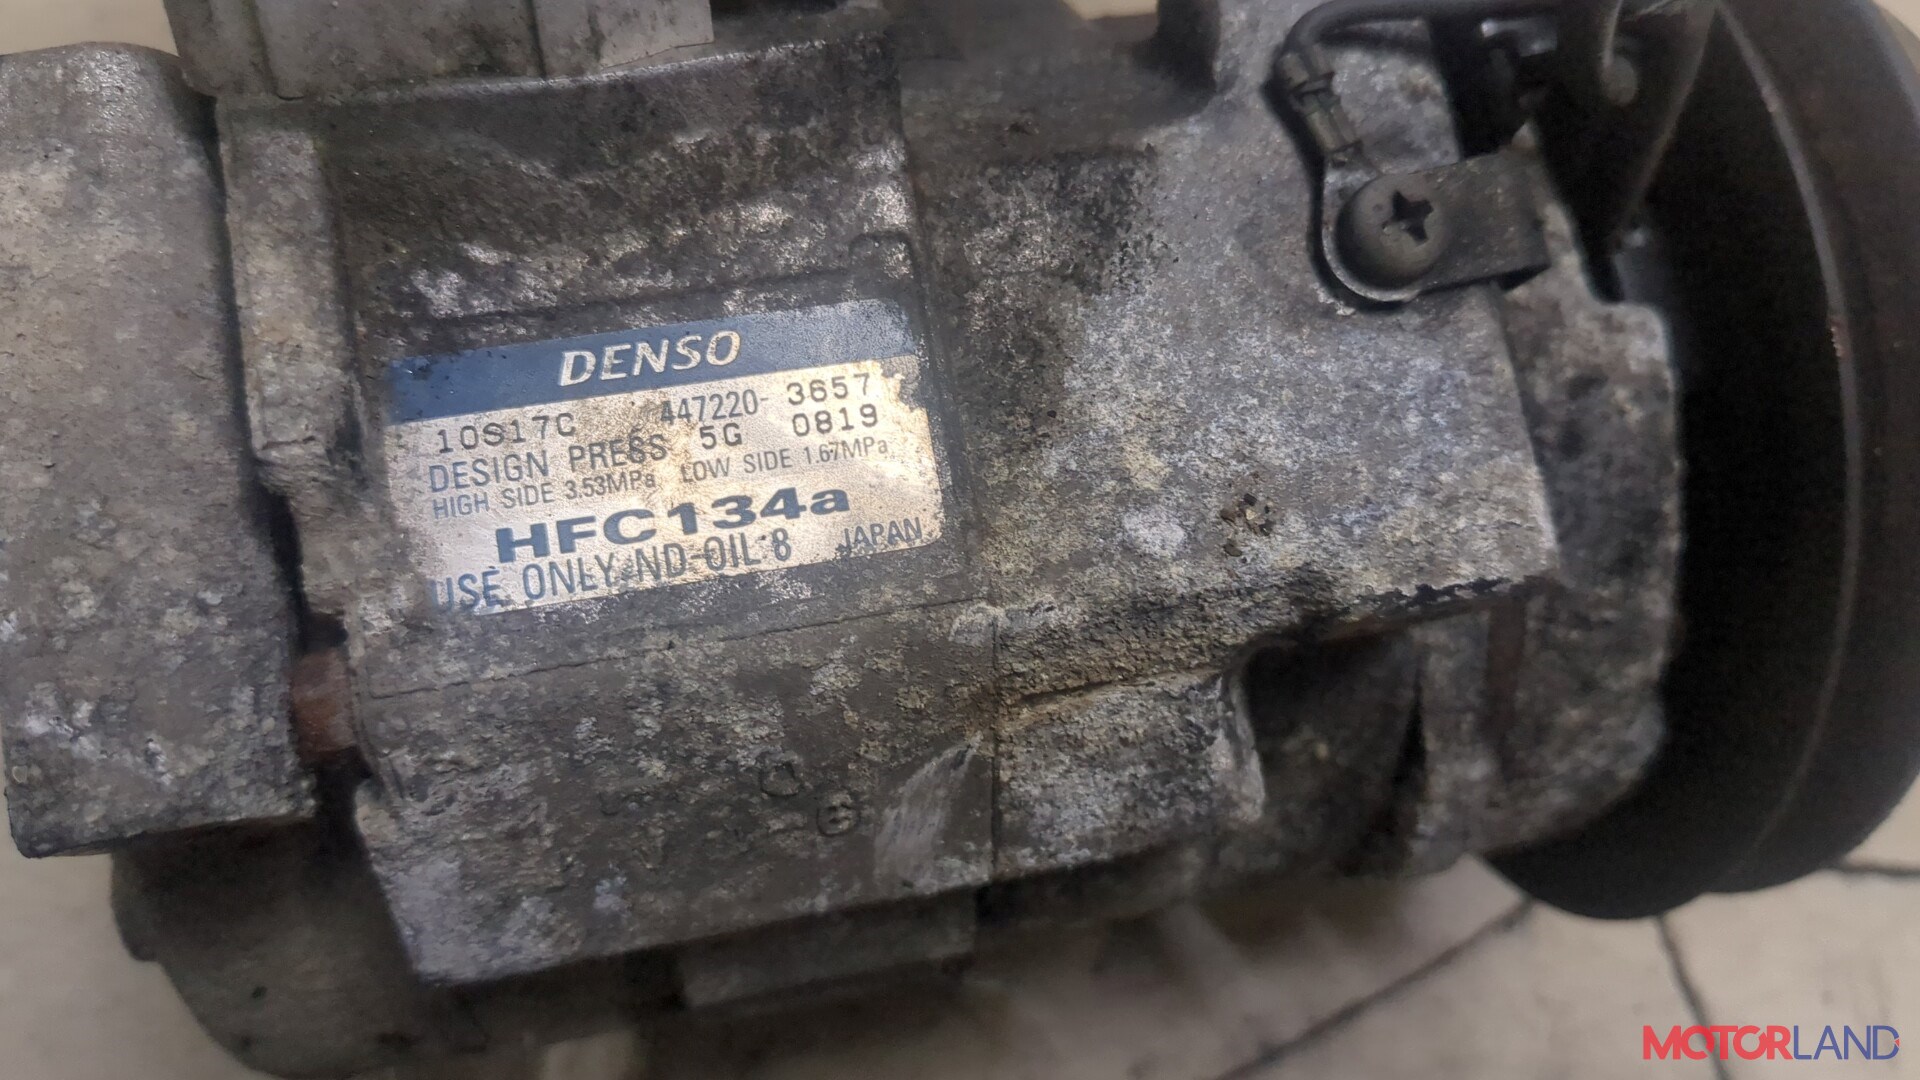 DENSO
10S17C 447220-3657
DESIGN PRESS 5G 0819
HIGH SIDE 3.53MPa LOW SIDE 1.67MPa
HFC134a
USE ONLY ND-OIL 8 JAPAN
MOTORLAND